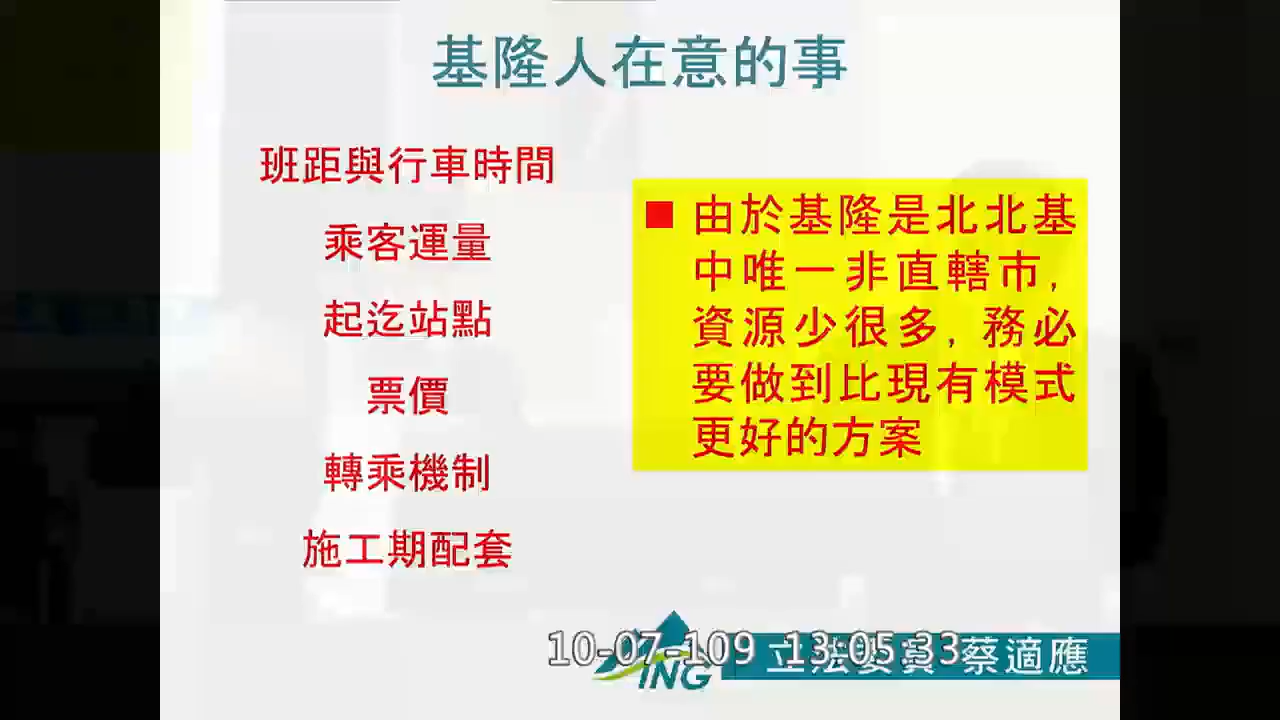 基隆人在意的事
班距與行車時間
乘客運量
起迄站點
票價
轉乘機制
施工期配套
由於基隆是北北基
中唯一非直轄市,
資源少很多, 務必
要做到比現有模式
更好的方案
10-07-109 13:05:33
立法委員 蔡適應
ING